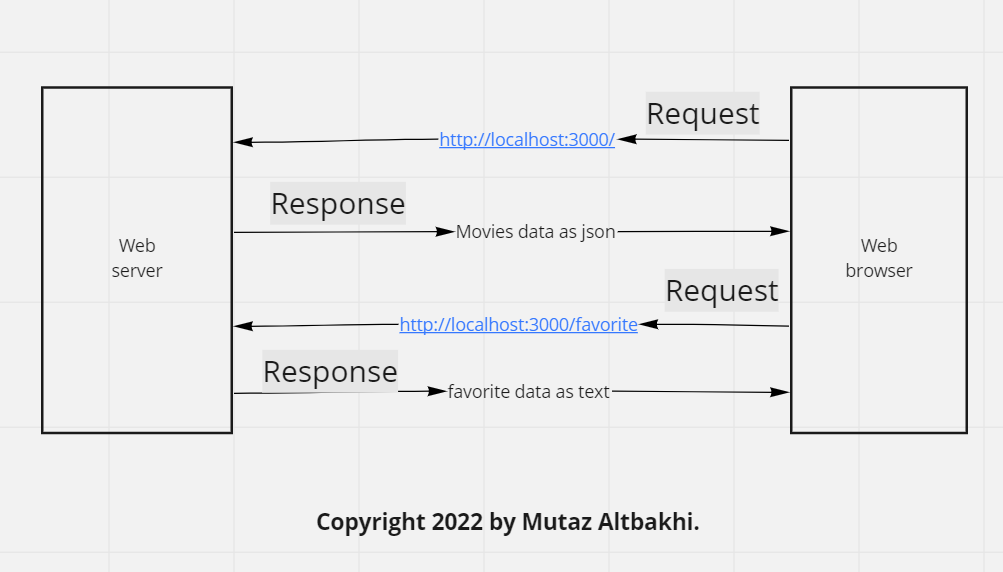 Request
http://localhost:3000/
Response
Movies data as json
Web
server
Web
browser
Request
http://localhost:3000/favorite
Response
favorite data as text
Copyright 2022 by Mutaz Altbakhi.